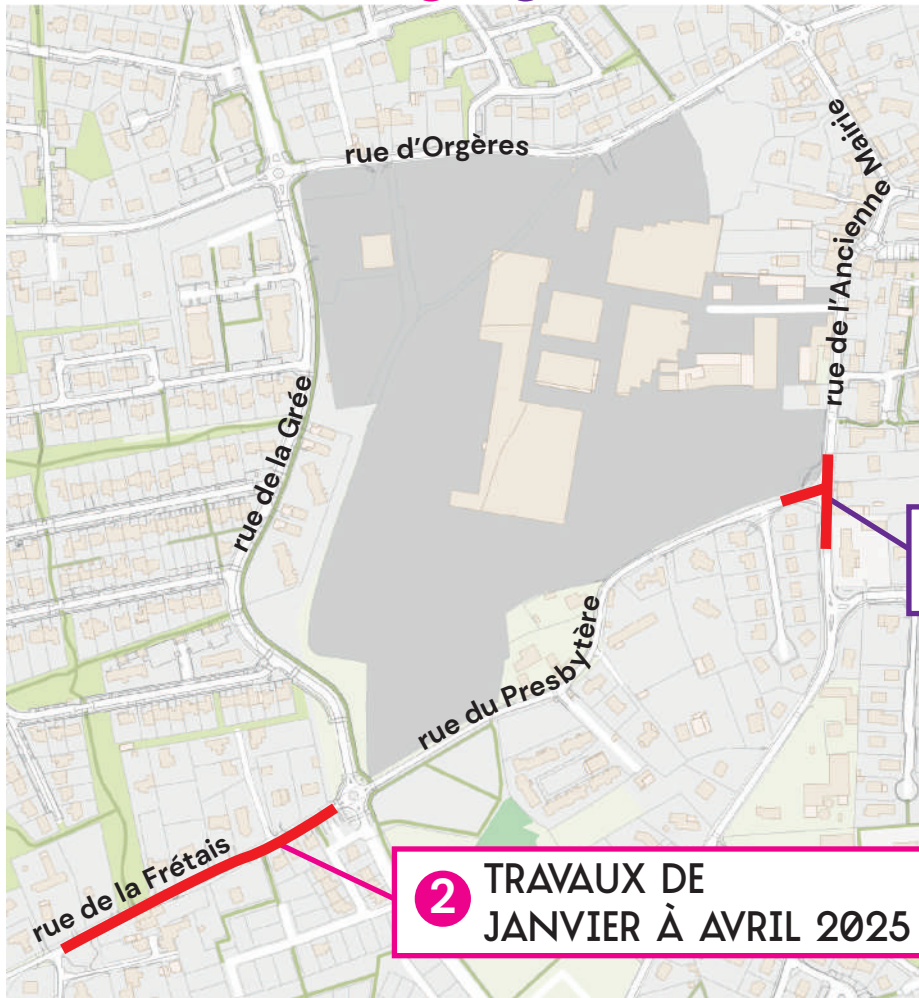 rue d'Orgères
rue de l'Ancienne Mairie
rue de la Grée
rue du Presbytère
rue de la Frétais
2 TRAVAUX DE
JANVIER À AVRIL 2025